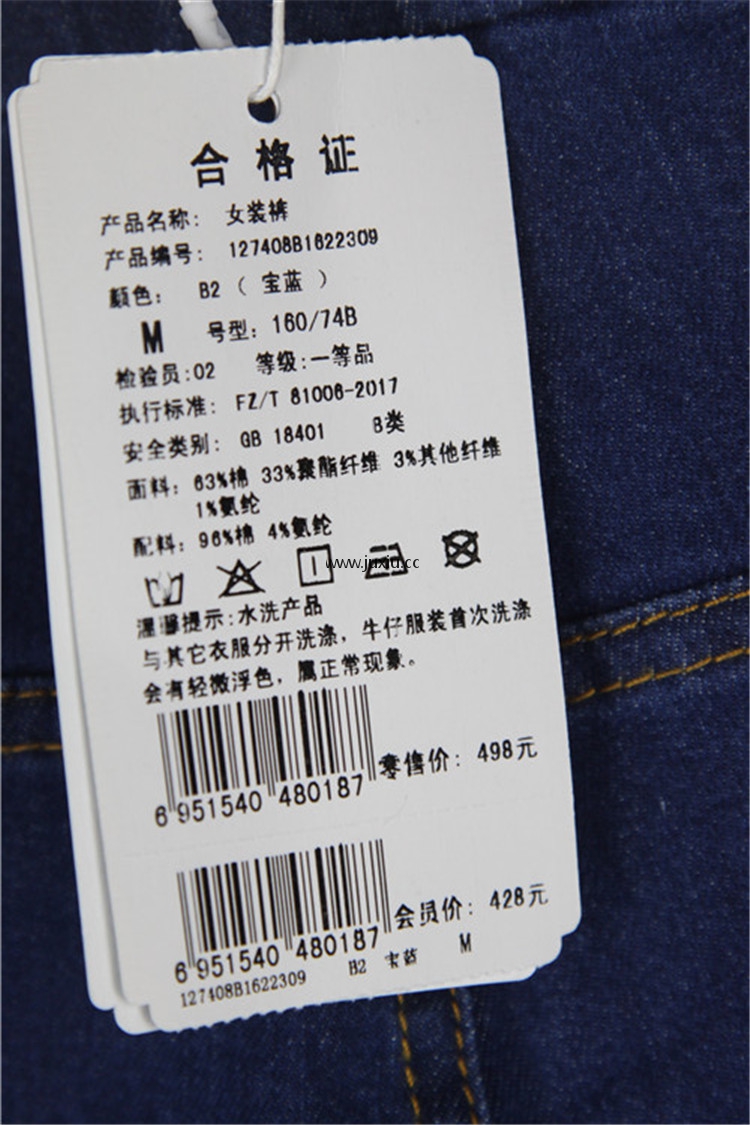 合格证
产品名称: 女装裤
产品编号: 127408B1622309
颜色: B2 ( 宝蓝 )
M 号型: 160/74B
检验员:02 等级:一等品
执行标准: FZ/T 81006-2017
安全类别: GB 18401 B类
面料: 63%棉 33%聚酯纤维 3%其他纤维
1%氨纶
配料: 96%棉 4%氨纶
www.juxiu.cc
温馨提示:水洗产品
与其它衣服分开洗涤, 牛仔服装首次洗涤
会有轻微浮色, 属正常现象。
6 951540 480187 零售价: 498元
6 951540 480187 会员价: 428元
127408B1622309 B2 宝蓝 M